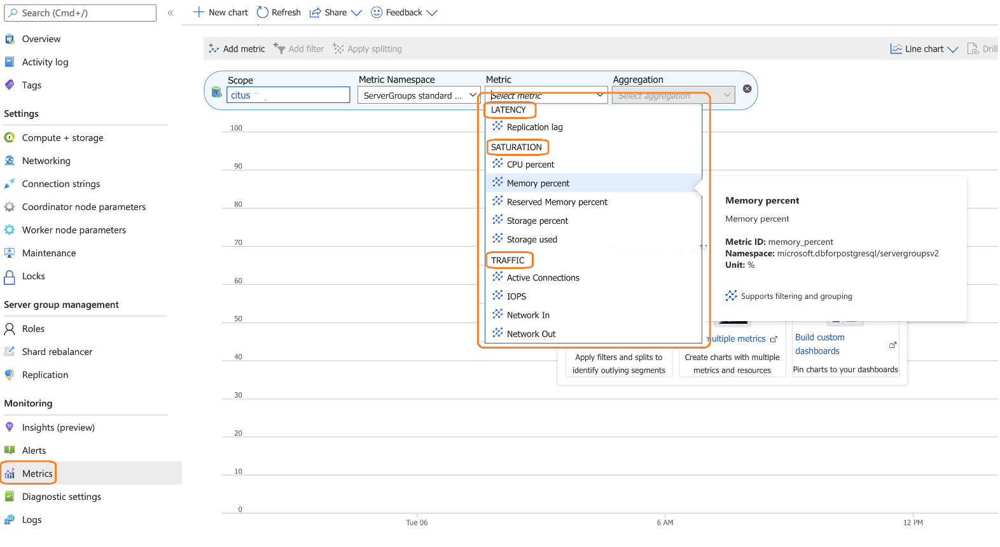 Search (Cmd+/)
«
New chart
Refresh
Share
Feedback
Overview
Activity log
Tags
Settings
Compute + storage
Networking
Connection strings
Coordinator node parameters
Worker node parameters
Maintenance
Locks
Server group management
Roles
Shard rebalancer
Replication
Monitoring
Insights (preview)
Alerts
Metrics
Diagnostic settings
Logs
Add metric
Add filter
Apply splitting
Line chart
Drill
Scope
citus
Metric Namespace
ServerGroups standard ...
Metric
Select metric
Aggregation
Select aggregation
LATENCY
Replication lag
SATURATION
CPU percent
Memory percent
Reserved Memory percent
Storage percent
Storage used
TRAFFIC
Active Connections
IOPS
Network In
Network Out
Memory percent
Memory percent
Metric ID: memory_percent
Namespace: microsoft.dbforpostgresql/servergroupsv2
Unit: %
Supports filtering and grouping
Apply filters and splits to
identify outlying segments
multiple metrics
Create charts with multiple
metrics and resources
Build custom
dashboards
Pin charts to your dashboards
100
90
80
70
60
50
40
30
20
10
0
Tue 06
6 AM
12 PM